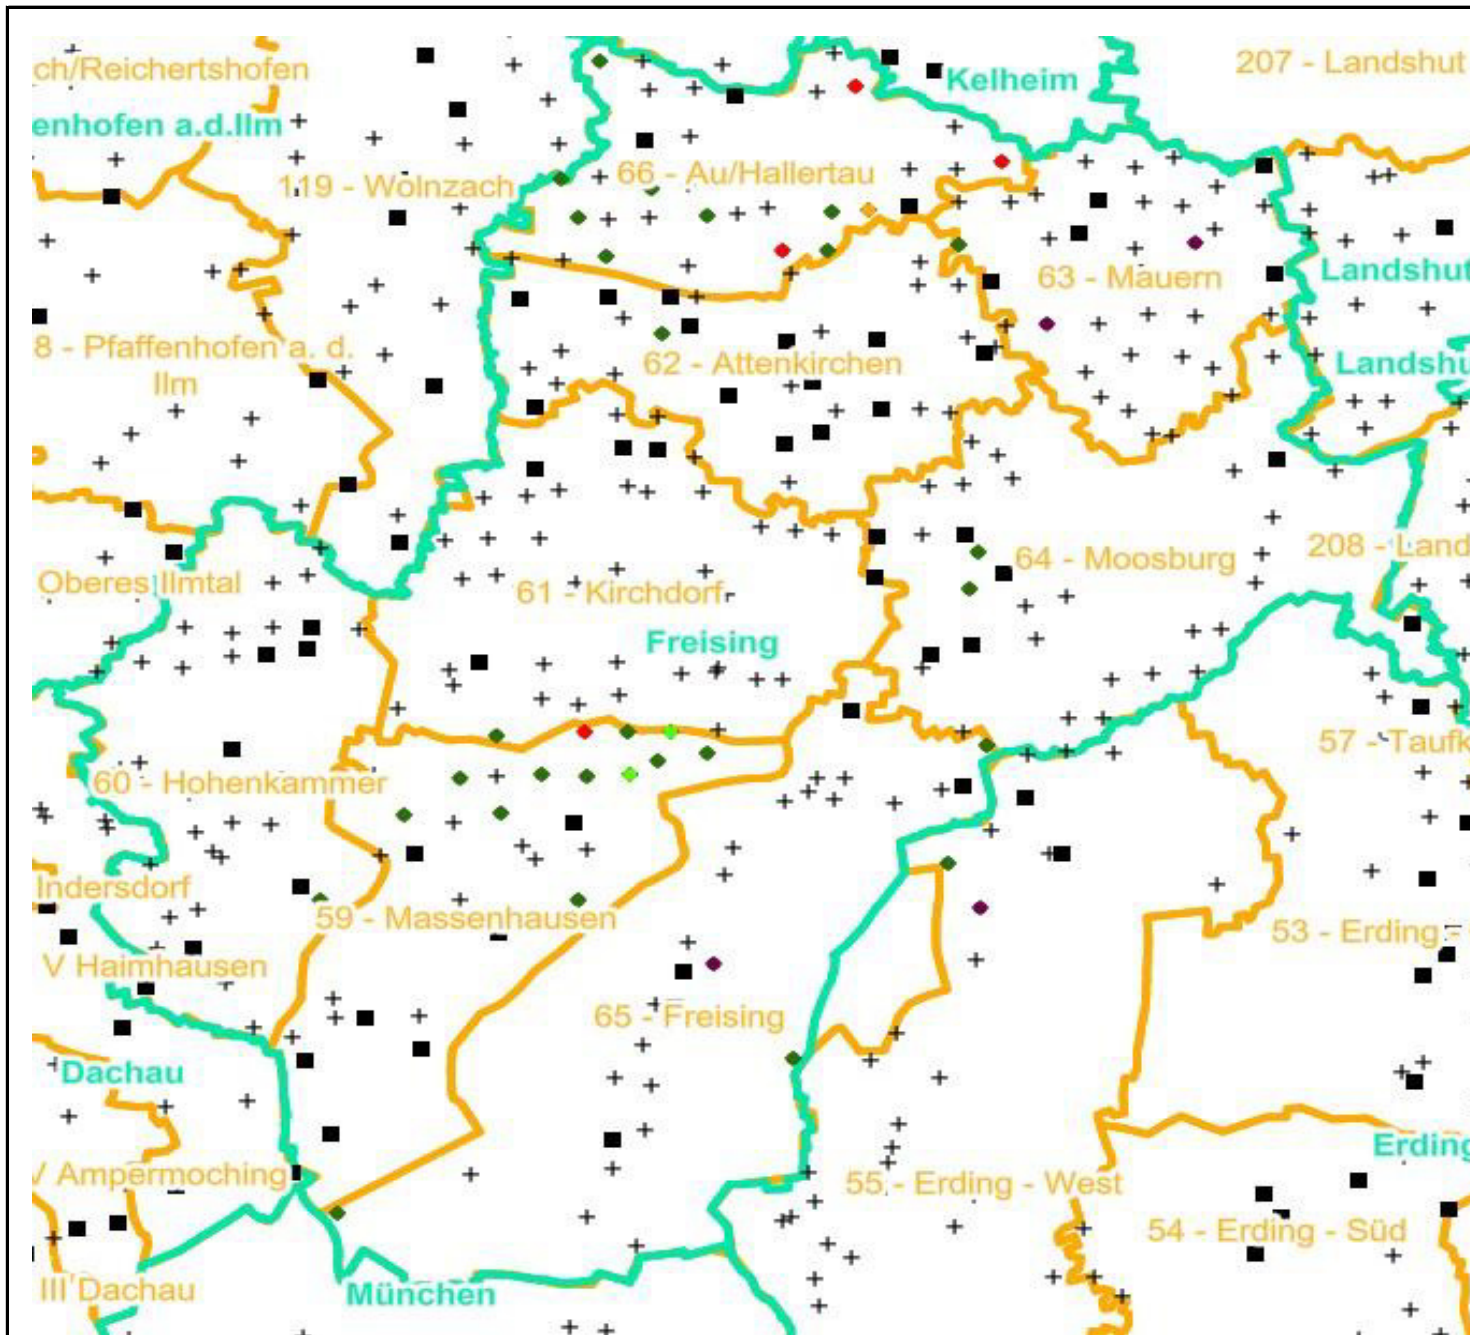 207 - Landshut
ch/Reichertshofen
Kelheim
enhofen a.d.Ilm
66 - Au/Hallertau
119 - Wolnzach
Landshut
63 - Mauern
8 - Pfaffenhofen a. d.
Ilm
62 - Attenkirchen
Landshu
208 - Land
64 - Moosburg
Oberes Ilmtal
61 - Kirchdorf
Freising
57 - Taufk
60 - Hohenkammer
Indersdorf
59 - Massenhausen
53 - Erding -
V Haimhausen
65 - Freising
Dachau
Erding
V Ampermoching
55 - Erding - West
54 - Erding - Süd
III Dachau
München